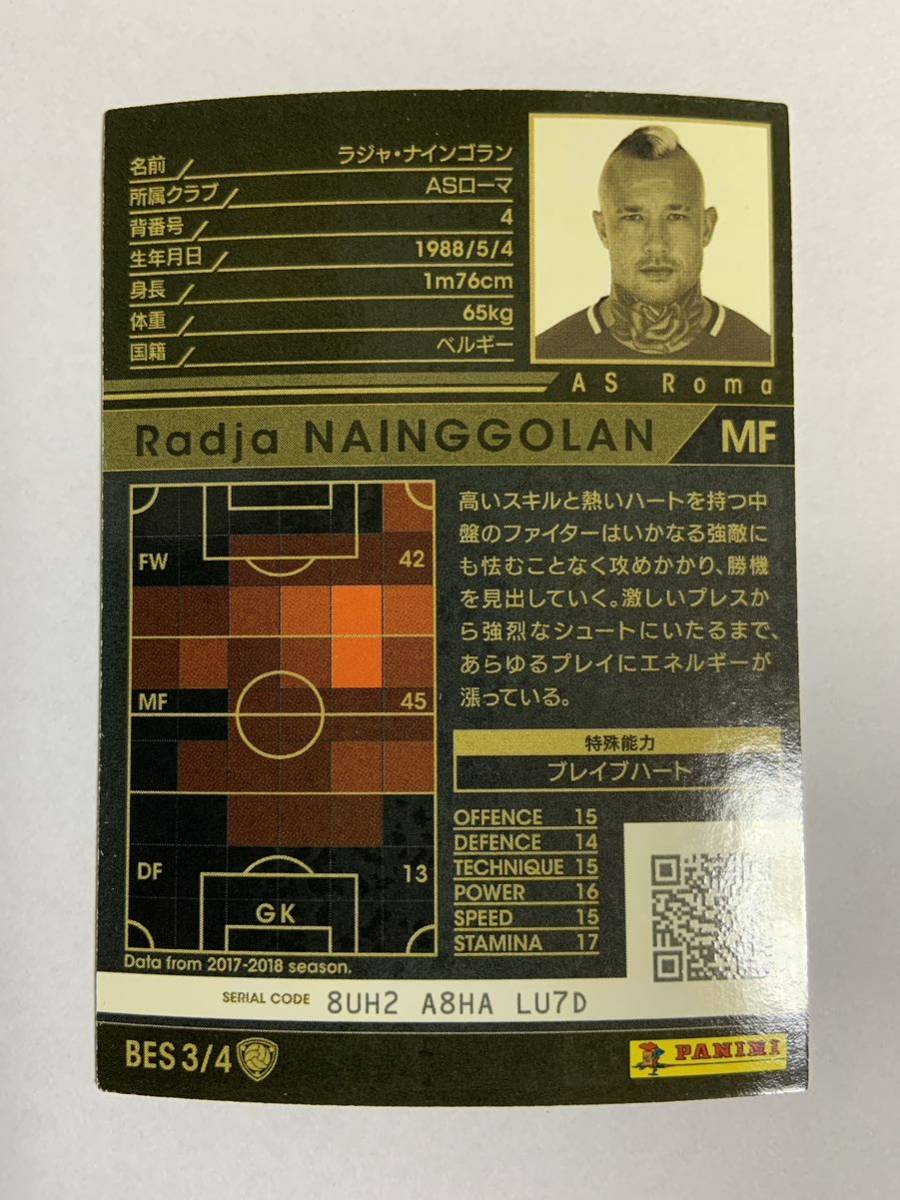 名前 ラジャ・ナインゴラン
所属クラブ ASローマ
背番号 4
生年月日 1988/5/4
身長 1m76cm
体重 65kg
国籍 ベルギー
AS Roma
Radja NAINGGOLAN MF
FW 42
MF 45
DF 13
GK
Data from 2017-2018 season.
高いスキルと熱いハートを持つ中
盤のファイターはいかなる強敵に
も怯むことなく攻めかかり、勝機
を見出していく。激しいプレスか
ら強烈なシュートにいたるまで、
あらゆるプレイにエネルギーが
漲っている。
特殊能力
ブレイブハート
OFFENCE 15
DEFENCE 14
TECHNIQUE 15
POWER 16
SPEED 15
STAMINA 17
SERIAL CODE 8UH2 A8HA LU7D
BES 3/4
PANINI